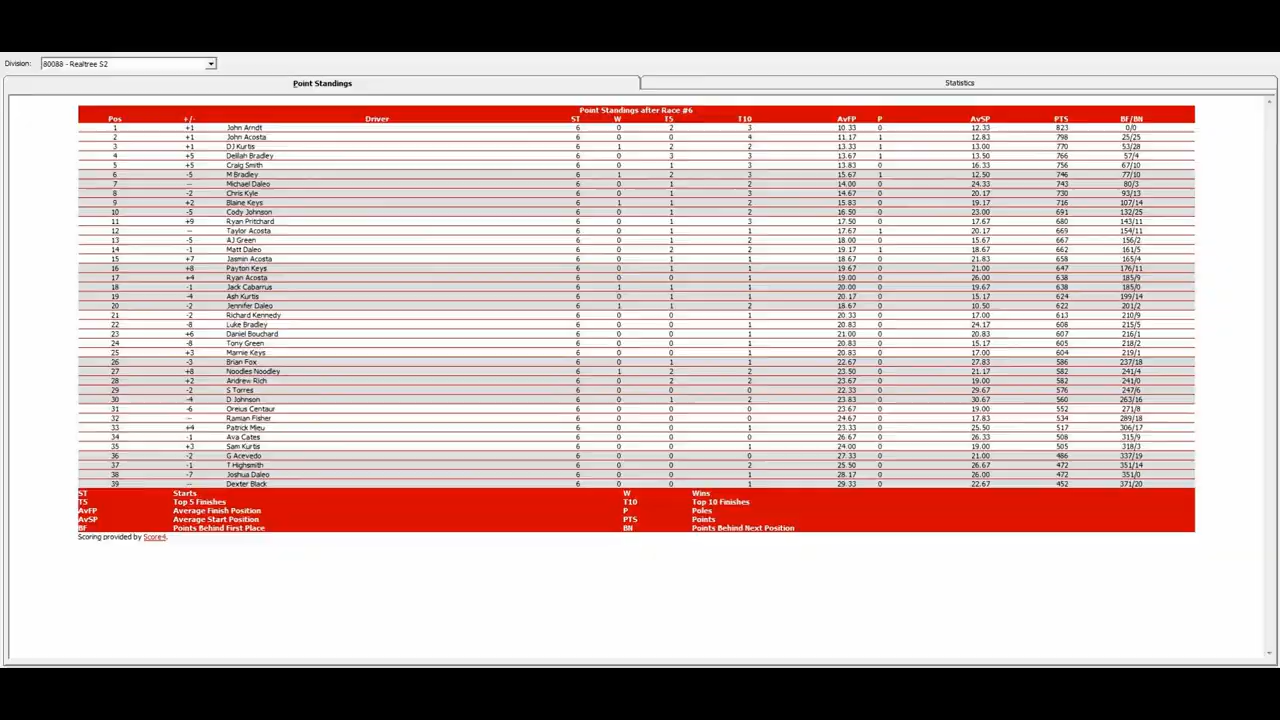 Division: 80088 - Realtree S2
Point Standings Statistics
Point Standings after Race #6
Pos +/- Driver ST W T5 T10 AvFP P AvSP PTS BF/BN
1 +1 John Arndt 6 0 2 3 10.33 0 12.33 823 0/0
2 +1 John Acosta 6 0 0 4 11.17 1 12.83 798 25/25
3 +1 DJ Kurtis 6 1 2 2 13.33 1 13.00 770 53/28
4 +5 Delilah Bradley 6 0 3 3 13.67 1 13.50 766 57/4
5 +5 Craig Smith 6 0 1 3 13.83 0 16.33 756 67/10
6 -5 M Bradley 6 1 2 3 15.67 1 12.50 746 77/10
7 -- Michael Daleo 6 0 1 2 14.00 0 24.33 743 80/3
8 -2 Chris Kyle 6 0 1 3 14.67 0 20.17 730 93/13
9 +2 Blaine Keys 6 1 1 2 15.83 0 19.17 716 107/14
10 -5 Cody Johnson 6 0 1 2 16.50 0 23.00 691 132/25
11 +9 Ryan Pritchard 6 0 1 3 17.50 0 17.67 680 143/11
12 -- Taylor Acosta 6 0 1 1 17.67 1 20.17 669 154/11
13 -5 AJ Green 6 0 1 2 18.00 0 15.67 667 156/2
14 -1 Matt Daleo 6 0 2 2 19.17 1 18.67 662 161/5
15 +7 Jasmin Acosta 6 0 1 1 18.67 0 21.83 658 165/4
16 +8 Payton Keys 6 0 1 1 19.67 0 21.00 647 176/11
17 +4 Ryan Acosta 6 0 0 1 19.00 0 26.00 638 185/9
18 -1 Jack Cabarrus 6 1 1 1 20.00 0 19.67 638 185/0
19 -4 Ash Kurtis 6 0 1 1 20.17 0 15.17 624 199/14
20 -2 Jennifer Daleo 6 1 1 2 18.67 0 10.50 622 201/2
21 -2 Richard Kennedy 6 0 0 1 20.33 0 17.00 613 210/9
22 -8 Luke Bradley 6 0 0 1 20.83 0 24.17 608 215/5
23 +6 Daniel Bouchard 6 0 0 1 21.00 0 20.83 607 216/1
24 -8 Tony Green 6 0 0 1 20.83 0 15.17 605 218/2
25 +3 Marnie Keys 6 0 0 1 20.83 0 17.00 604 219/1
26 -3 Brian Fox 6 0 1 1 22.67 0 27.83 586 237/18
27 +8 Noodles Noodley 6 1 2 2 23.50 0 21.17 582 241/4
28 +2 Andrew Rich 6 0 2 2 23.67 0 19.00 582 241/0
29 -2 S Torres 6 0 0 0 22.33 0 29.67 576 247/6
30 -4 D Johnson 6 0 1 2 23.83 0 30.67 560 263/16
31 -6 Oreius Centaur 6 0 0 0 23.67 0 19.00 552 271/8
32 -- Ramian Fisher 6 0 0 0 24.67 0 17.83 534 289/18
33 +4 Patrick Mieu 6 0 0 1 23.33 0 25.50 517 306/17
34 -1 Ava Cates 6 0 0 0 26.67 0 26.33 508 315/9
35 +3 Sam Kurtis 6 0 0 1 24.00 0 19.00 505 318/3
36 -2 G Acevedo 6 0 0 0 27.33 0 21.00 486 337/19
37 -1 T Highsmith 6 0 0 2 25.50 0 26.67 472 351/14
38 -7 Joshua Daleo 6 0 0 1 28.17 0 26.00 472 351/0
39 -- Dexter Black 6 0 0 1 29.33 0 22.67 452 371/20
ST Starts W Wins
T5 Top 5 Finishes T10 Top 10 Finishes
AvFP Average Finish Position P Poles
AvSP Average Start Position PTS Points
BF Points Behind First Place BN Points Behind Next Position
Scoring provided by Score4.